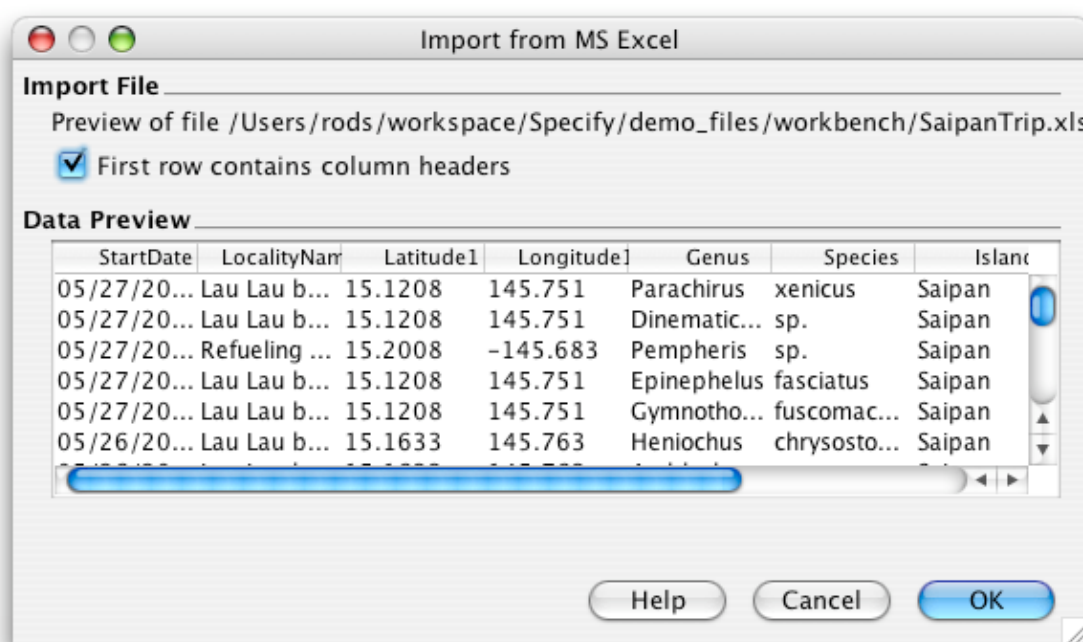 Import from MS Excel
Import File
Preview of file /Users/rods/workspace/Specify/demo_files/workbench/SaipanTrip.xls
First row contains column headers
Data Preview
StartDate LocalityNam Latitude1 Longitude1 Genus Species Island
05/27/20... Lau Lau b... 15.1208 145.751 Parachirus xenicus Saipan
05/27/20... Lau Lau b... 15.1208 145.751 Dinematic... sp. Saipan
05/27/20... Refueling ... 15.2008 -145.683 Pempheris sp. Saipan
05/27/20... Lau Lau b... 15.1208 145.751 Epinephelus fasciatus Saipan
05/27/20... Lau Lau b... 15.1208 145.751 Gymnotho... fuscomac... Saipan
05/26/20... Lau Lau b... 15.1633 145.763 Heniochus chrysosto... Saipan
Help Cancel OK